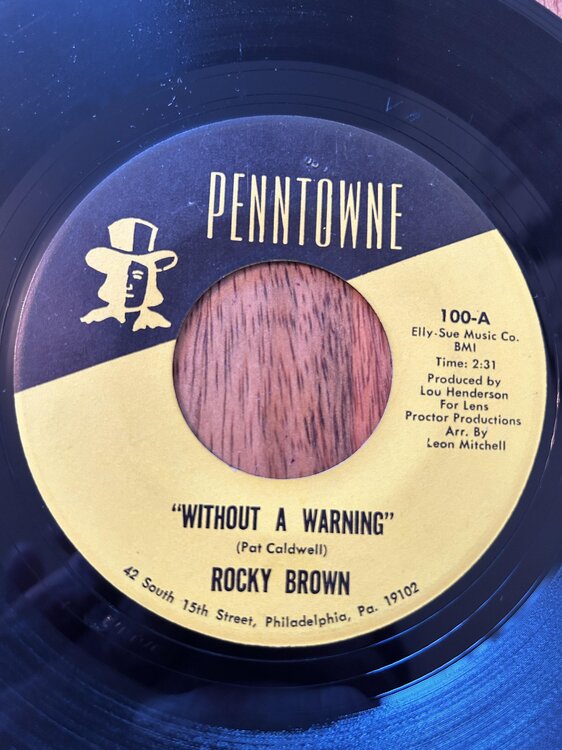 PENNTOWNE
100-A
Elly-Sue Music Co.
BMI
Time: 2:31
Produced by
Lou Henderson
For Lens
Proctor Productions
Arr. By
Leon Mitchell
"WITHOUT A WARNING"
(Pat Caldwell)
ROCKY BROWN
42 South 15th Street, Philadelphia, Pa. 19102